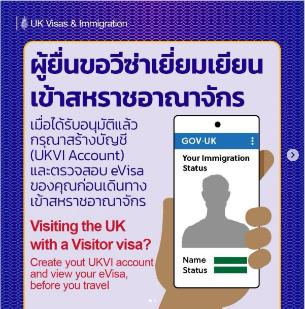 UK Visas & Immigration
ผู้ยื่นขอวีซ่าเยี่ยมเยียน
เข้าสหราชอาณาจักร
เมื่อได้รับอนุมัติแล้ว
กรุณาสร้างบัญชี
(UKVI Account)
และตรวจสอบ eVisa
ของคุณก่อนเดินทาง
เข้าสหราชอาณาจักร
Visiting the UK
with a Visitor visa?
Create yout UKVI account
and view your eVisa,
before you travel
GOV·UK
Your Immigration
Status
Name
Status